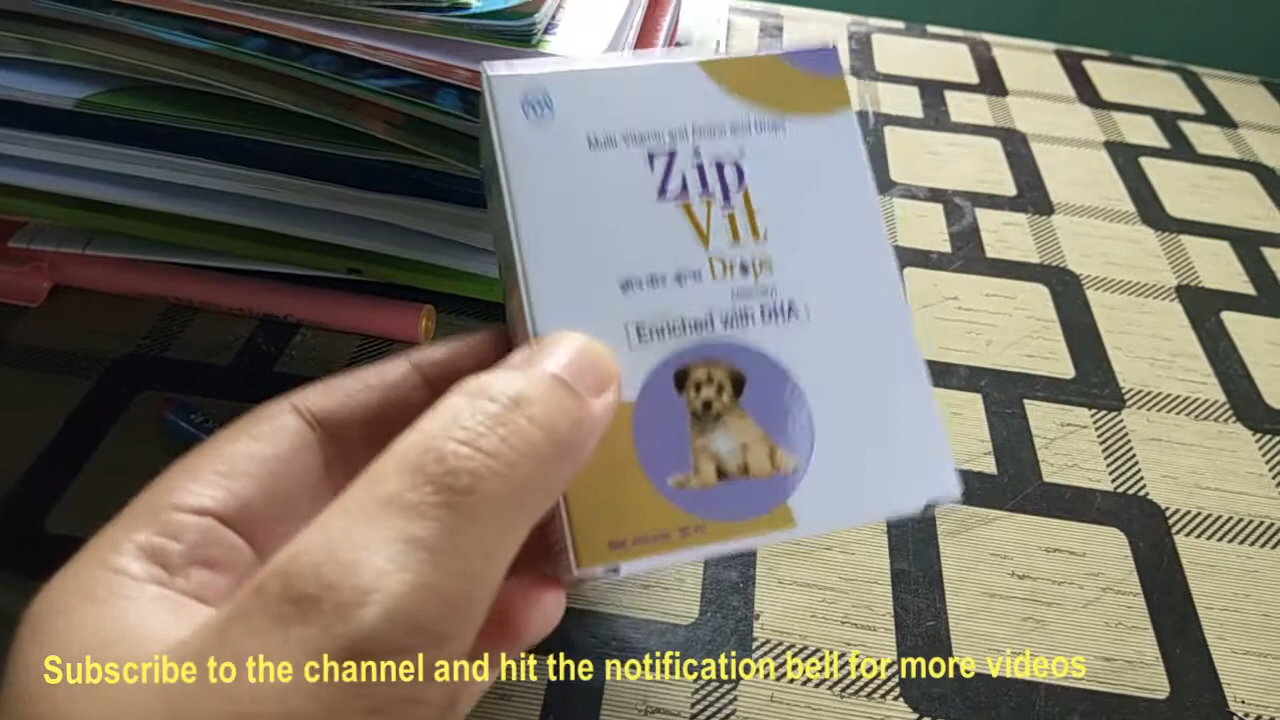 Multi Vitamin and Amino acid Drops
Zip
Vit
ज़िप विट ड्रॉप्स Drops
Enriched with DHA
Subscribe to the channel and hit the notification bell for more videos